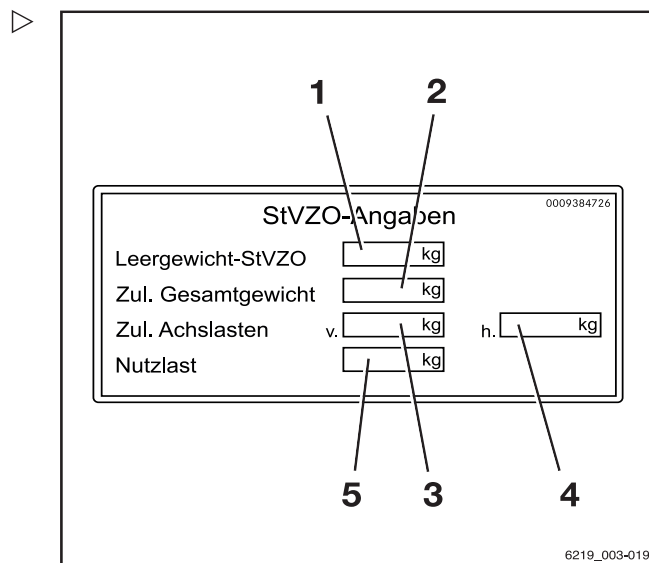 1 2
0009384726
StVZO-Angaben
Leergewicht-StVZO kg
Zul. Gesamtgewicht kg
Zul. Achslasten v. kg h. kg
Nutzlast kg
5 3 4
6219_003-019